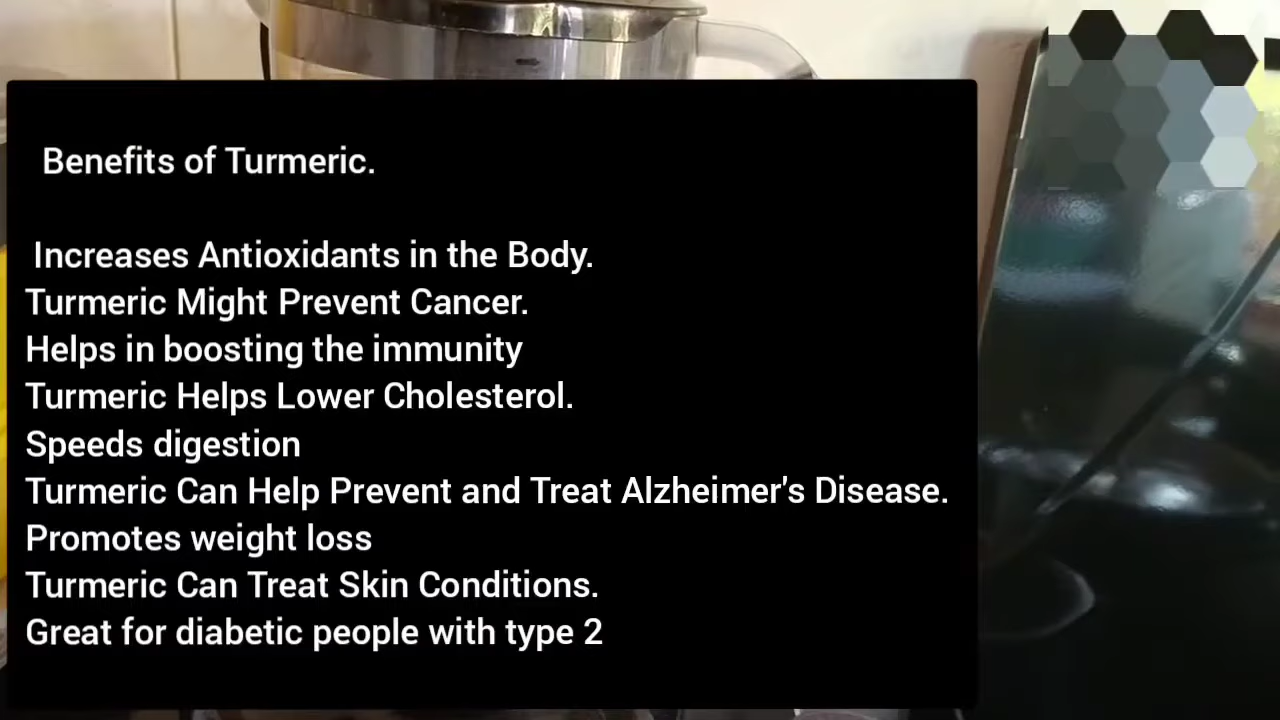 Benefits of Turmeric.
Increases Antioxidants in the Body.
Turmeric Might Prevent Cancer.
Helps in boosting the immunity
Turmeric Helps Lower Cholesterol.
Speeds digestion
Turmeric Can Help Prevent and Treat Alzheimer's Disease.
Promotes weight loss
Turmeric Can Treat Skin Conditions.
Great for diabetic people with type 2